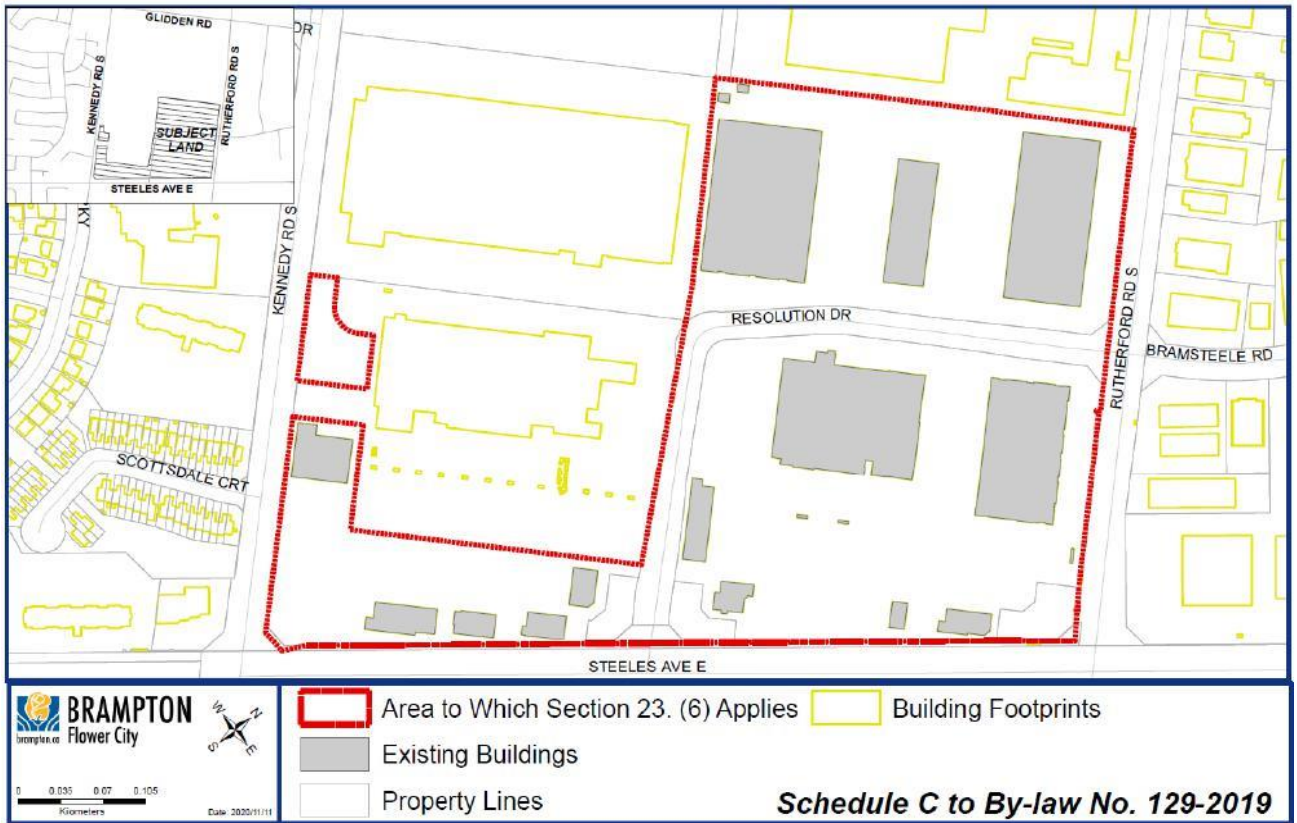 GLIDDEN RD
KENNEDY RD S
RUTHERFORD RD S
SUBJECT
LAND
STEELES AVE E
DR
KY
KENNEDY RD S
RESOLUTION DR
BRAMSTEELE RD
RUTHERFORD RD S
SCOTTSDALE CRT
STEELES AVE E
BRAMPTON
Flower City
brampton.ca
W N
S E
0 0.035 0.07 0.105
Kilometers
Date: 2020/11/11
Area to Which Section 23. (6) Applies
Building Footprints
Existing Buildings
Property Lines
Schedule C to By-law No. 129-2019